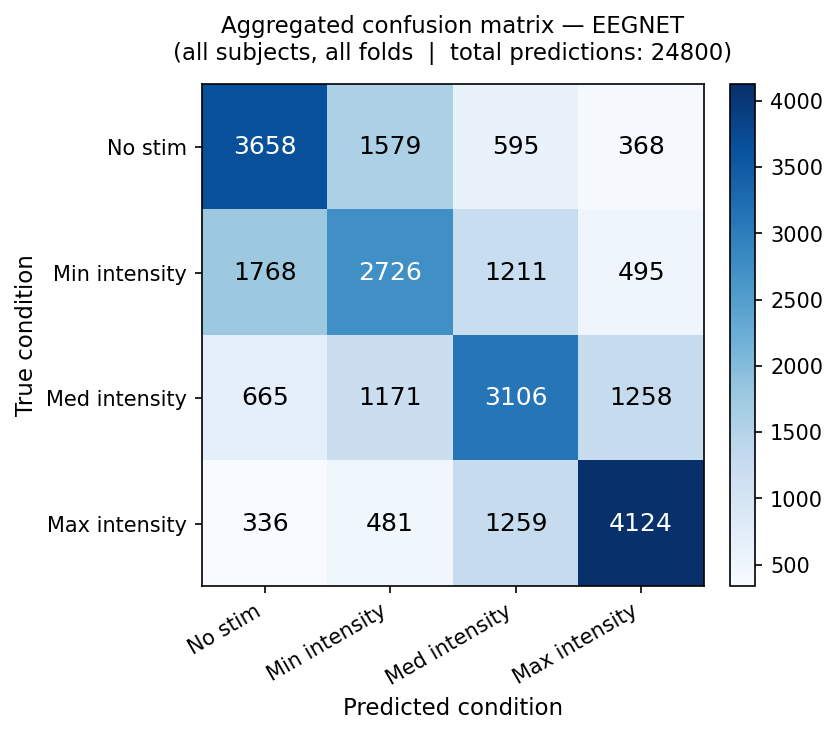 Aggregated confusion matrix — EEGNET
(all subjects, all folds | total predictions: 24800)
No stim 3658 1579 595 368
Min intensity 1768 2726 1211 495
Med intensity 665 1171 3106 1258
Max intensity 336 481 1259 4124
No stim Min intensity Med intensity Max intensity
Predicted condition
True condition
4000
3500
3000
2500
2000
1500
1000
500